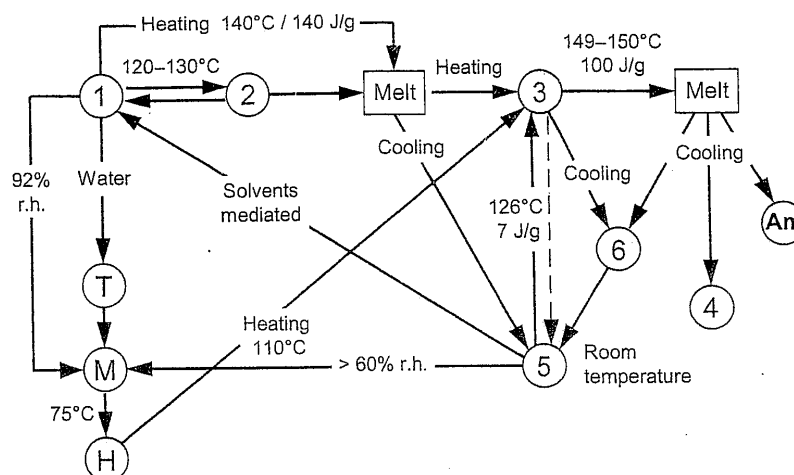 Heating 140°C / 140 J/g
120–130°C
149–150°C
100 J/g
Heating
1
2
Melt
3
Melt
Cooling
Cooling
Cooling
92%
r.h.
Water
Solvents
mediated
126°C
7 J/g
Am
6
T
4
Heating
110°C
M
> 60% r.h.
5
Room
temperature
75°C
H